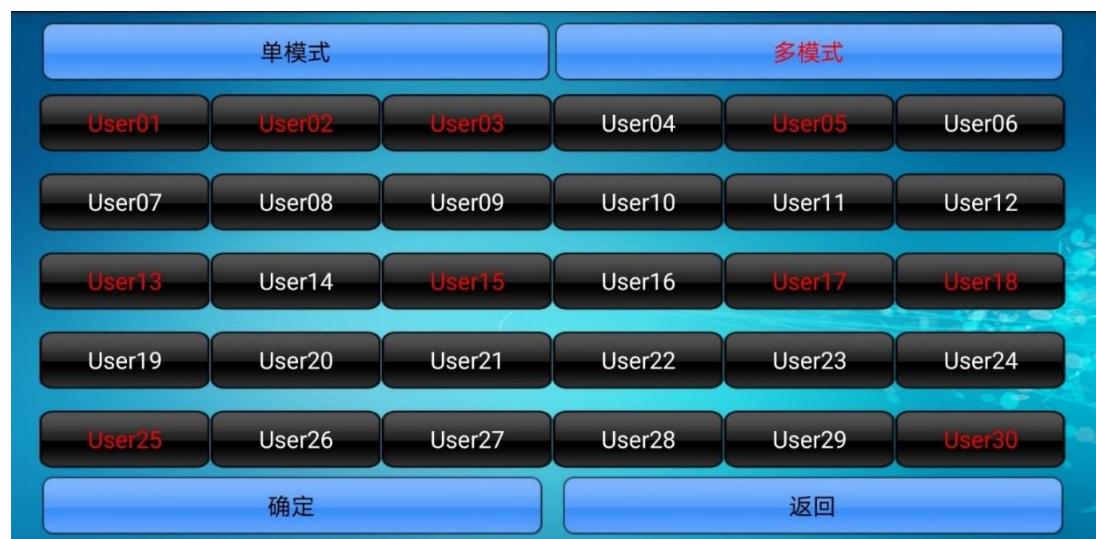 单模式 多模式
User01 User02 User03 User04 User05 User06
User07 User08 User09 User10 User11 User12
User13 User14 User15 User16 User17 User18
User19 User20 User21 User22 User23 User24
User25 User26 User27 User28 User29 User30
确定 返回